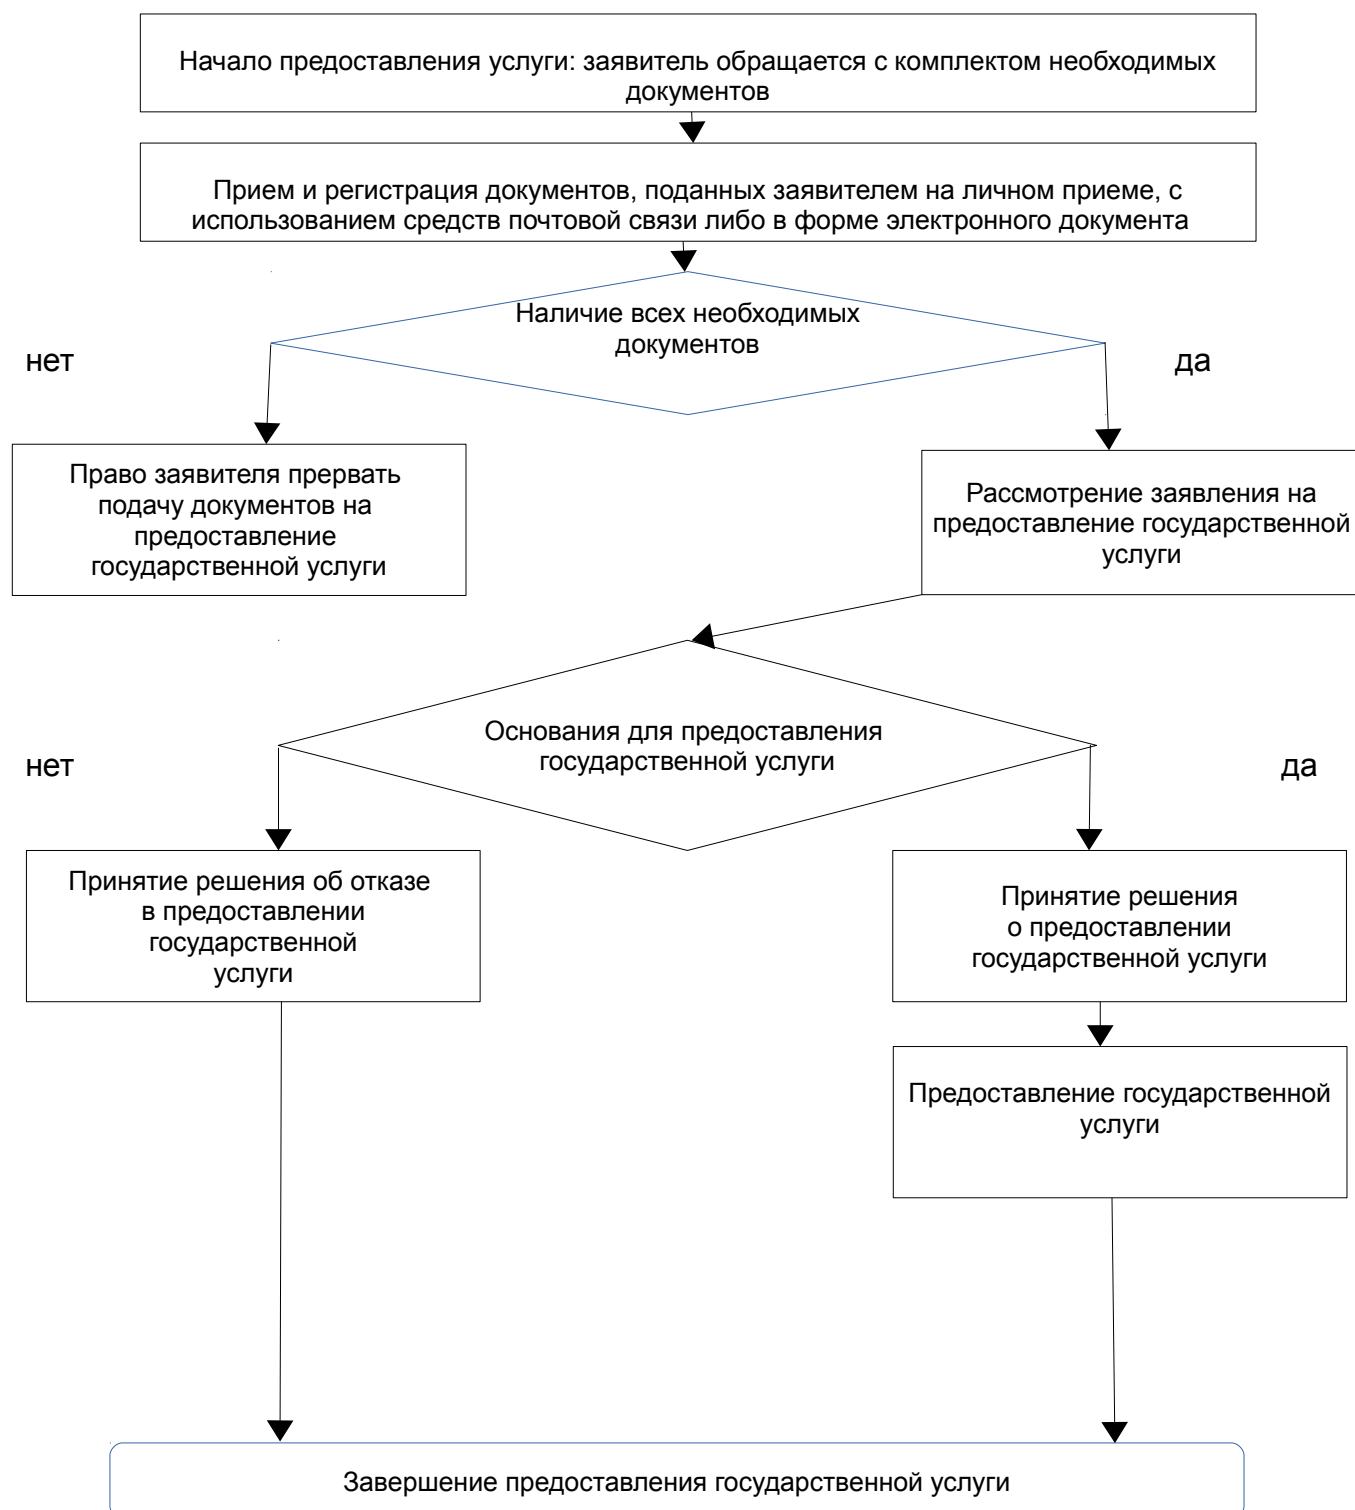 Начало предоставления услуги: заявитель обращается с комплектом необходимых
документов
Прием и регистрация документов, поданных заявителем на личном приеме, с
использованием средств почтовой связи либо в форме электронного документа
Наличие всех необходимых
документов
нет
да
Право заявителя прервать
подачу документов на
предоставление
государственной услуги
Рассмотрение заявления на
предоставление государственной
услуги
Основания для предоставления
государственной услуги
нет
да
Принятие решения об отказе
в предоставлении
государственной
услуги
Принятие решения
о предоставлении
государственной услуги
Предоставление государственной
услуги
Завершение предоставления государственной услуги